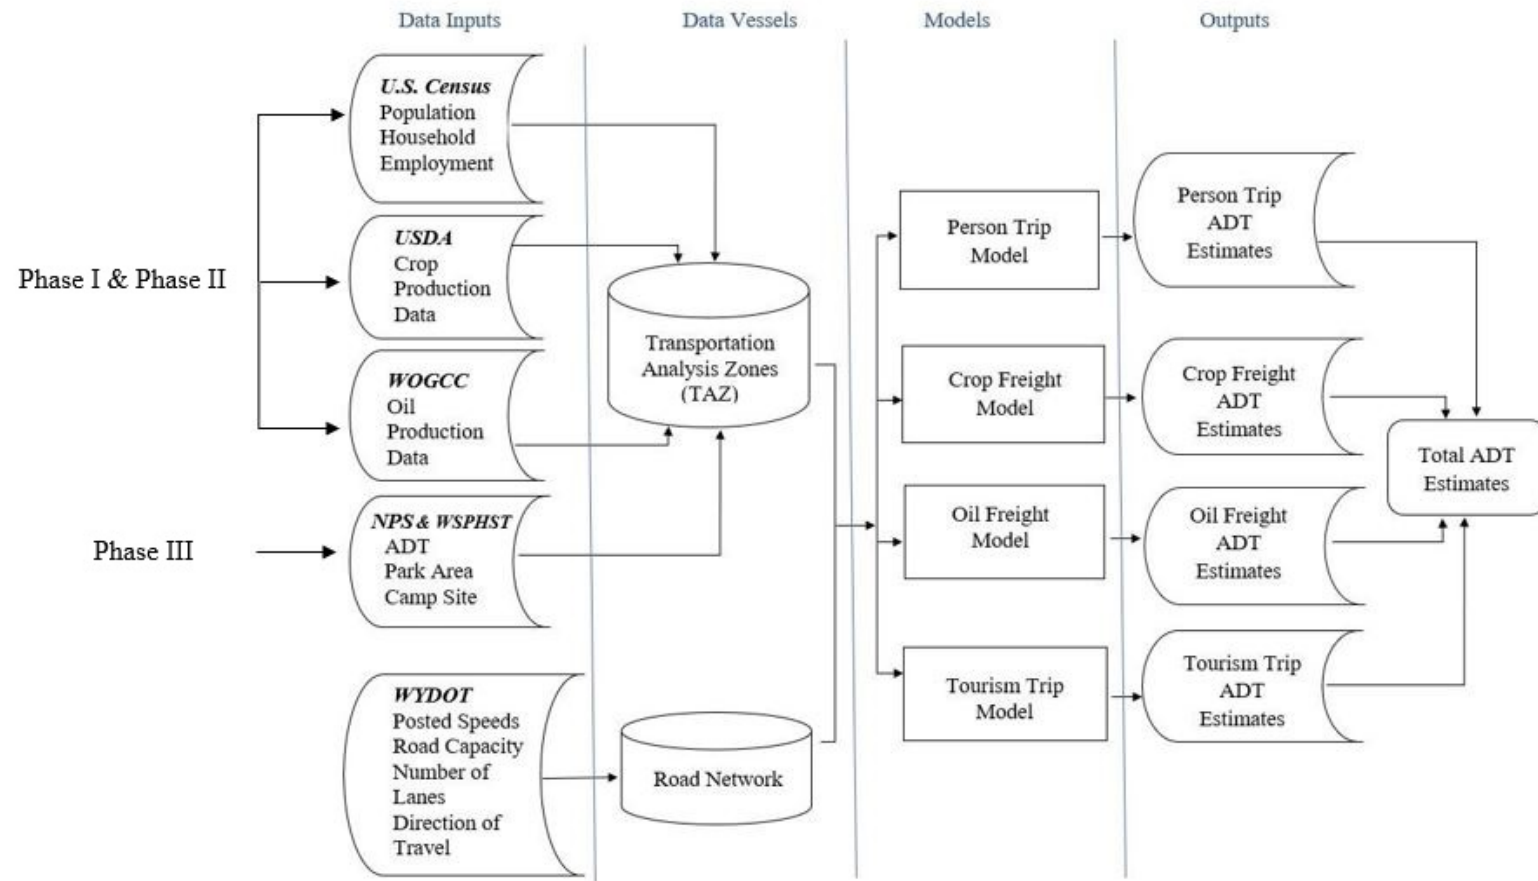 Data Inputs
Data Vessels
Models
Outputs
Phase I & Phase II
Phase III
U.S. Census
Population
Household
Employment
USDA
Crop
Production
Data
WOGCC
Oil
Production
Data
NPS & WSPHST
ADT
Park Area
Camp Site
WYDOT
Posted Speeds
Road Capacity
Number of
Lanes
Direction of
Travel
Transportation
Analysis Zones
(TAZ)
Road Network
Person Trip
Model
Crop Freight
Model
Oil Freight
Model
Tourism Trip
Model
Person Trip
ADT
Estimates
Crop Freight
ADT
Estimates
Oil Freight
ADT
Estimates
Tourism Trip
ADT
Estimates
Total ADT
Estimates